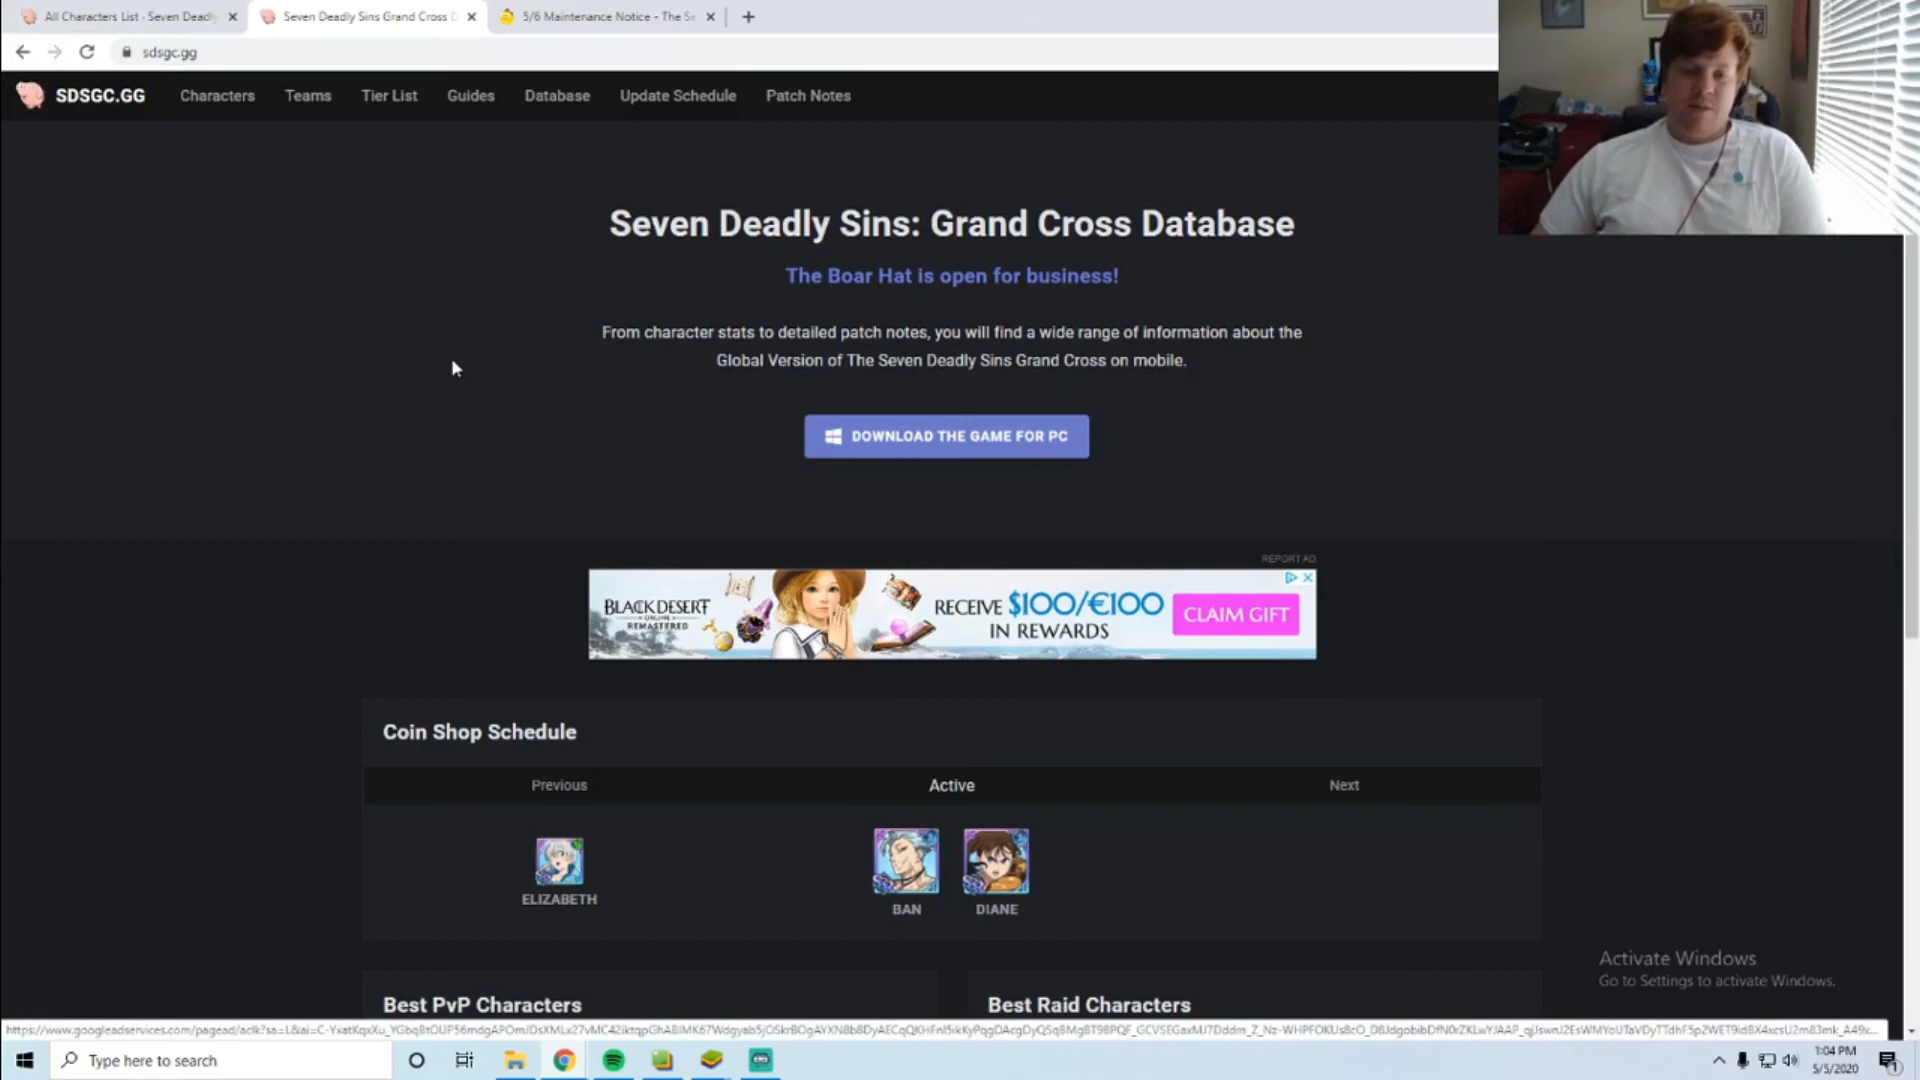 All Characters List - Seven Deadly
Seven Deadly Sins Grand Cross D
5/6 Maintenance Notice - The Se
sdsgc.gg
SDSGC.GG
Characters
Teams
Tier List
Guides
Database
Update Schedule
Patch Notes
Seven Deadly Sins: Grand Cross Database
The Boar Hat is open for business!
From character stats to detailed patch notes, you will find a wide range of information about the
Global Version of The Seven Deadly Sins Grand Cross on mobile.
DOWNLOAD THE GAME FOR PC
REPORT AD
BLACK DESERT
ONLINE
REMASTERED
RECEIVE $100/€100
IN REWARDS
CLAIM GIFT
Coin Shop Schedule
Previous
Active
Next
ELIZABETH
BAN
DIANE
Activate Windows
Go to Settings to activate Windows.
Best PvP Characters
Best Raid Characters
Type here to search
1:04 PM
5/5/2020
1